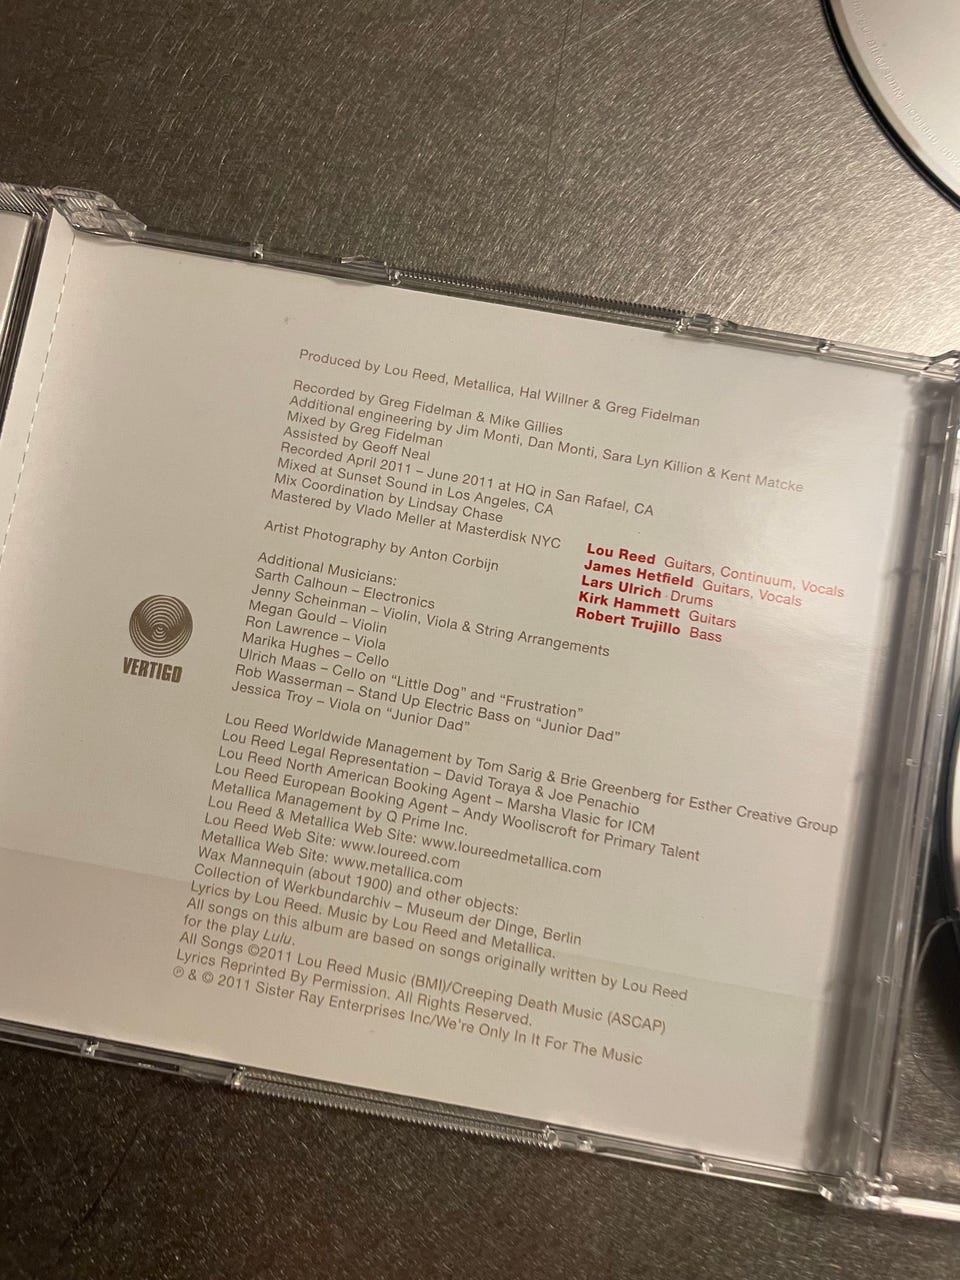 Produced by Lou Reed, Metallica, Hal Willner & Greg Fidelman
Recorded by Greg Fidelman & Mike Gillies
Additional engineering by Jim Monti, Dan Monti, Sara Lyn Killion & Kent Matcke
Mixed by Greg Fidelman
Assisted by Geoff Neal
Recorded April 2011 – June 2011 at HQ in San Rafael, CA
Mixed at Sunset Sound in Los Angeles, CA
Mix Coordination by Lindsay Chase
Mastered by Vlado Meller at Masterdisk NYC
Artist Photography by Anton Corbijn
Lou Reed Guitars, Continuum, Vocals
James Hetfield Guitars, Vocals
Lars Ulrich Drums
Kirk Hammett Guitars
Robert Trujillo Bass
Additional Musicians:
Sarth Calhoun – Electronics
Jenny Scheinman – Violin, Viola & String Arrangements
Megan Gould – Violin
Ron Lawrence – Viola
Marika Hughes – Cello
Ulrich Maas – Cello on “Little Dog” and “Frustration”
Rob Wasserman – Stand Up Electric Bass on “Junior Dad”
Jessica Troy – Viola on “Junior Dad”
VERTIGO
Lou Reed Worldwide Management by Tom Sarig & Brie Greenberg for Esther Creative Group
Lou Reed Legal Representation – David Toraya & Joe Penachio
Lou Reed North American Booking Agent – Marsha Vlasic for ICM
Lou Reed European Booking Agent – Andy Wooliscroft for Primary Talent
Metallica Management by Q Prime Inc.
Lou Reed & Metallica Web Site: www.loureedmetallica.com
Lou Reed Web Site: www.loureed.com
Metallica Web Site: www.metallica.com
Wax Mannequin (about 1900) and other objects:
Collection of Werkbundarchiv – Museum der Dinge, Berlin
Lyrics by Lou Reed. Music by Lou Reed and Metallica.
All songs on this album are based on songs originally written by Lou Reed
for the play Lulu.
All Songs ©2011 Lou Reed Music (BMI)/Creeping Death Music (ASCAP)
Lyrics Reprinted By Permission. All Rights Reserved.
℗ & © 2011 Sister Ray Enterprises Inc/We're Only In It For The Music